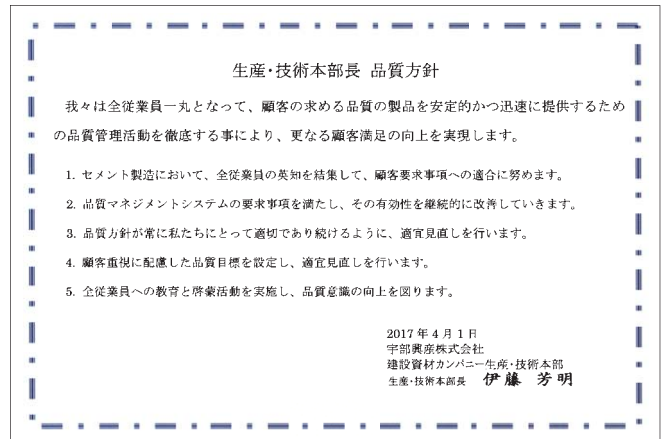 生産・技術本部長 品質方針
我々は全従業員一丸となって、顧客の求める品質の製品を安定的かつ迅速に提供するため
の品質管理活動を徹底する事により、更なる顧客満足の向上を実現します。
1. セメント製造において、全従業員の英知を結集して、顧客要求事項への適合に努めます。
2. 品質マネジメントシステムの要求事項を満たし、その有効性を継続的に改善していきます。
3. 品質方針が常に私たちにとって適切であり続けるように、適宜見直しを行います。
4. 顧客重視に配慮した品質目標を設定し、適宜見直しを行います。
5. 全従業員への教育と啓蒙活動を実施し、品質意識の向上を図ります。
2017年4月1日
宇部興産株式会社
建設資材カンパニー生産・技術本部
生産・技術本部長 伊藤 芳明